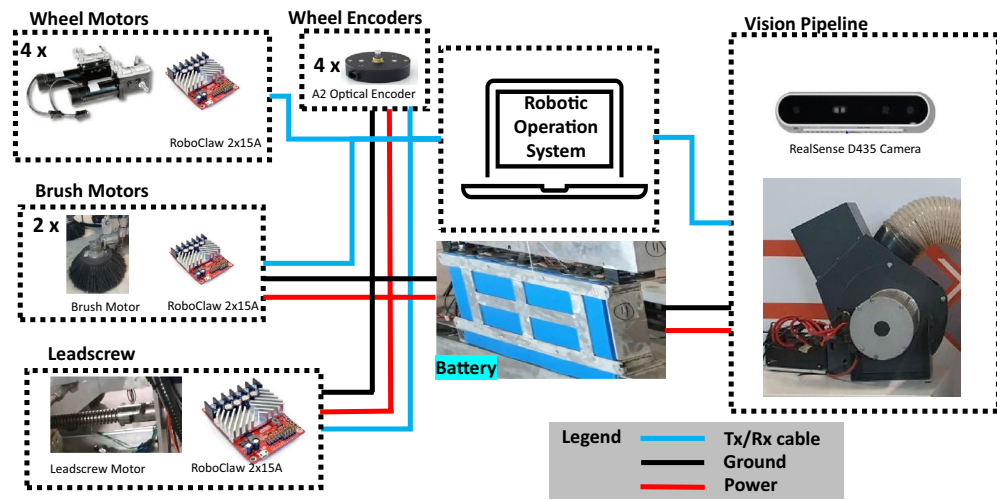 Wheel Motors
4 x
RoboClaw 2x15A
Wheel Encoders
4 x
A2 Optical Encoder
Robotic
Operation
System
Vision Pipeline
RealSense D435 Camera
Brush Motors
2 x
Brush Motor
RoboClaw 2x15A
Battery
Leadscrew
Leadscrew Motor
RoboClaw 2x15A
Legend
Tx/Rx cable
Ground
Power